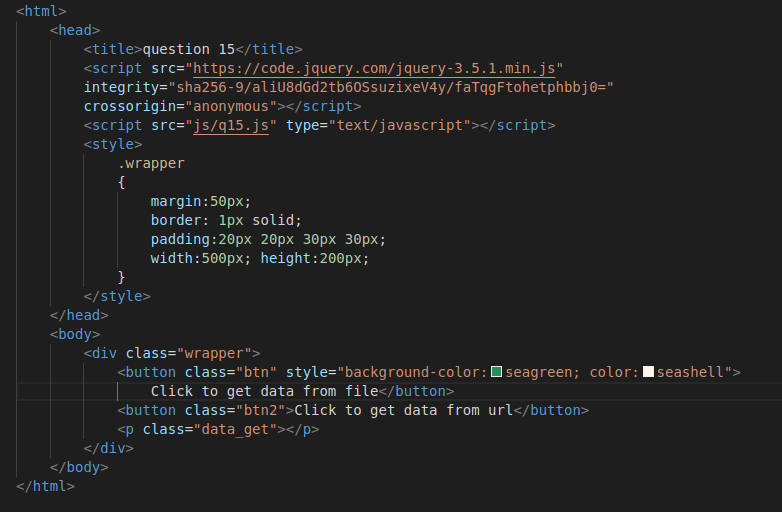 <html>
<head>
<title>question 15</title>
<script src="https://code.jquery.com/jquery-3.5.1.min.js"
integrity="sha256-9/aliU8dGd2tb6OSsuzixeV4y/faTqgFtohetphbbj0="
crossorigin="anonymous"></script>
<script src="js/q15.js" type="text/javascript"></script>
<style>
.wrapper
{
margin:50px;
border: 1px solid;
padding:20px 20px 30px 30px;
width:500px; height:200px;
}
</style>
</head>
<body>
<div class="wrapper">
<button class="btn" style="background-color:seagreen; color:seashell">
Click to get data from file</button>
<button class="btn2">Click to get data from url</button>
<p class="data_get"></p>
</div>
</body>
</html>